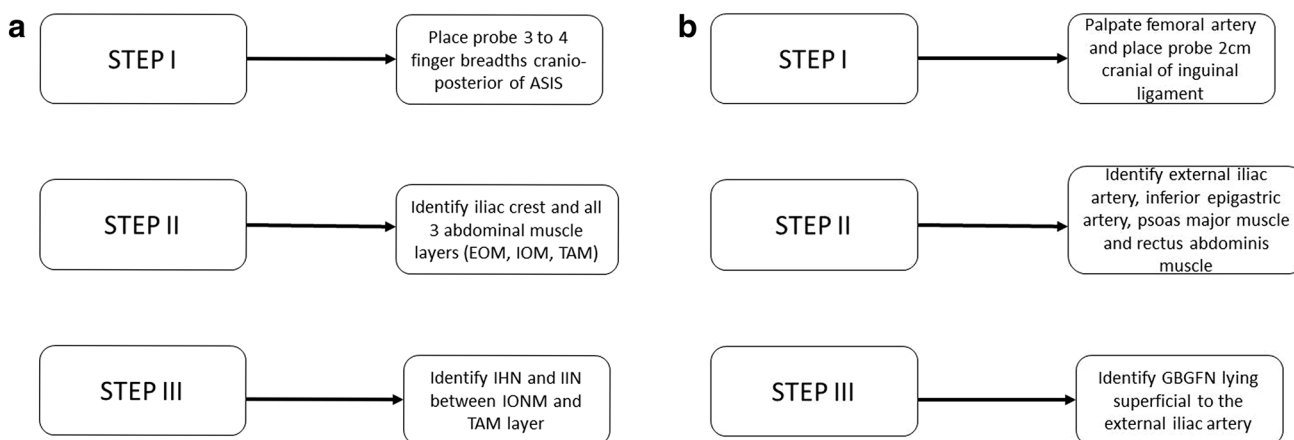 a
STEP I
Place probe 3 to 4
finger breadths cranio-
posterior of ASIS
STEP II
Identify iliac crest and all
3 abdominal muscle
layers (EOM, IOM, TAM)
STEP III
Identify IHN and IIN
between IONM and
TAM layer
b
STEP I
Palpate femoral artery
and place probe 2cm
cranial of inguinal
ligament
STEP II
Identify external iliac
artery, inferior epigastric
artery, psoas major muscle
and rectus abdominis
muscle
STEP III
Identify GBGFN lying
superficial to the
external iliac artery